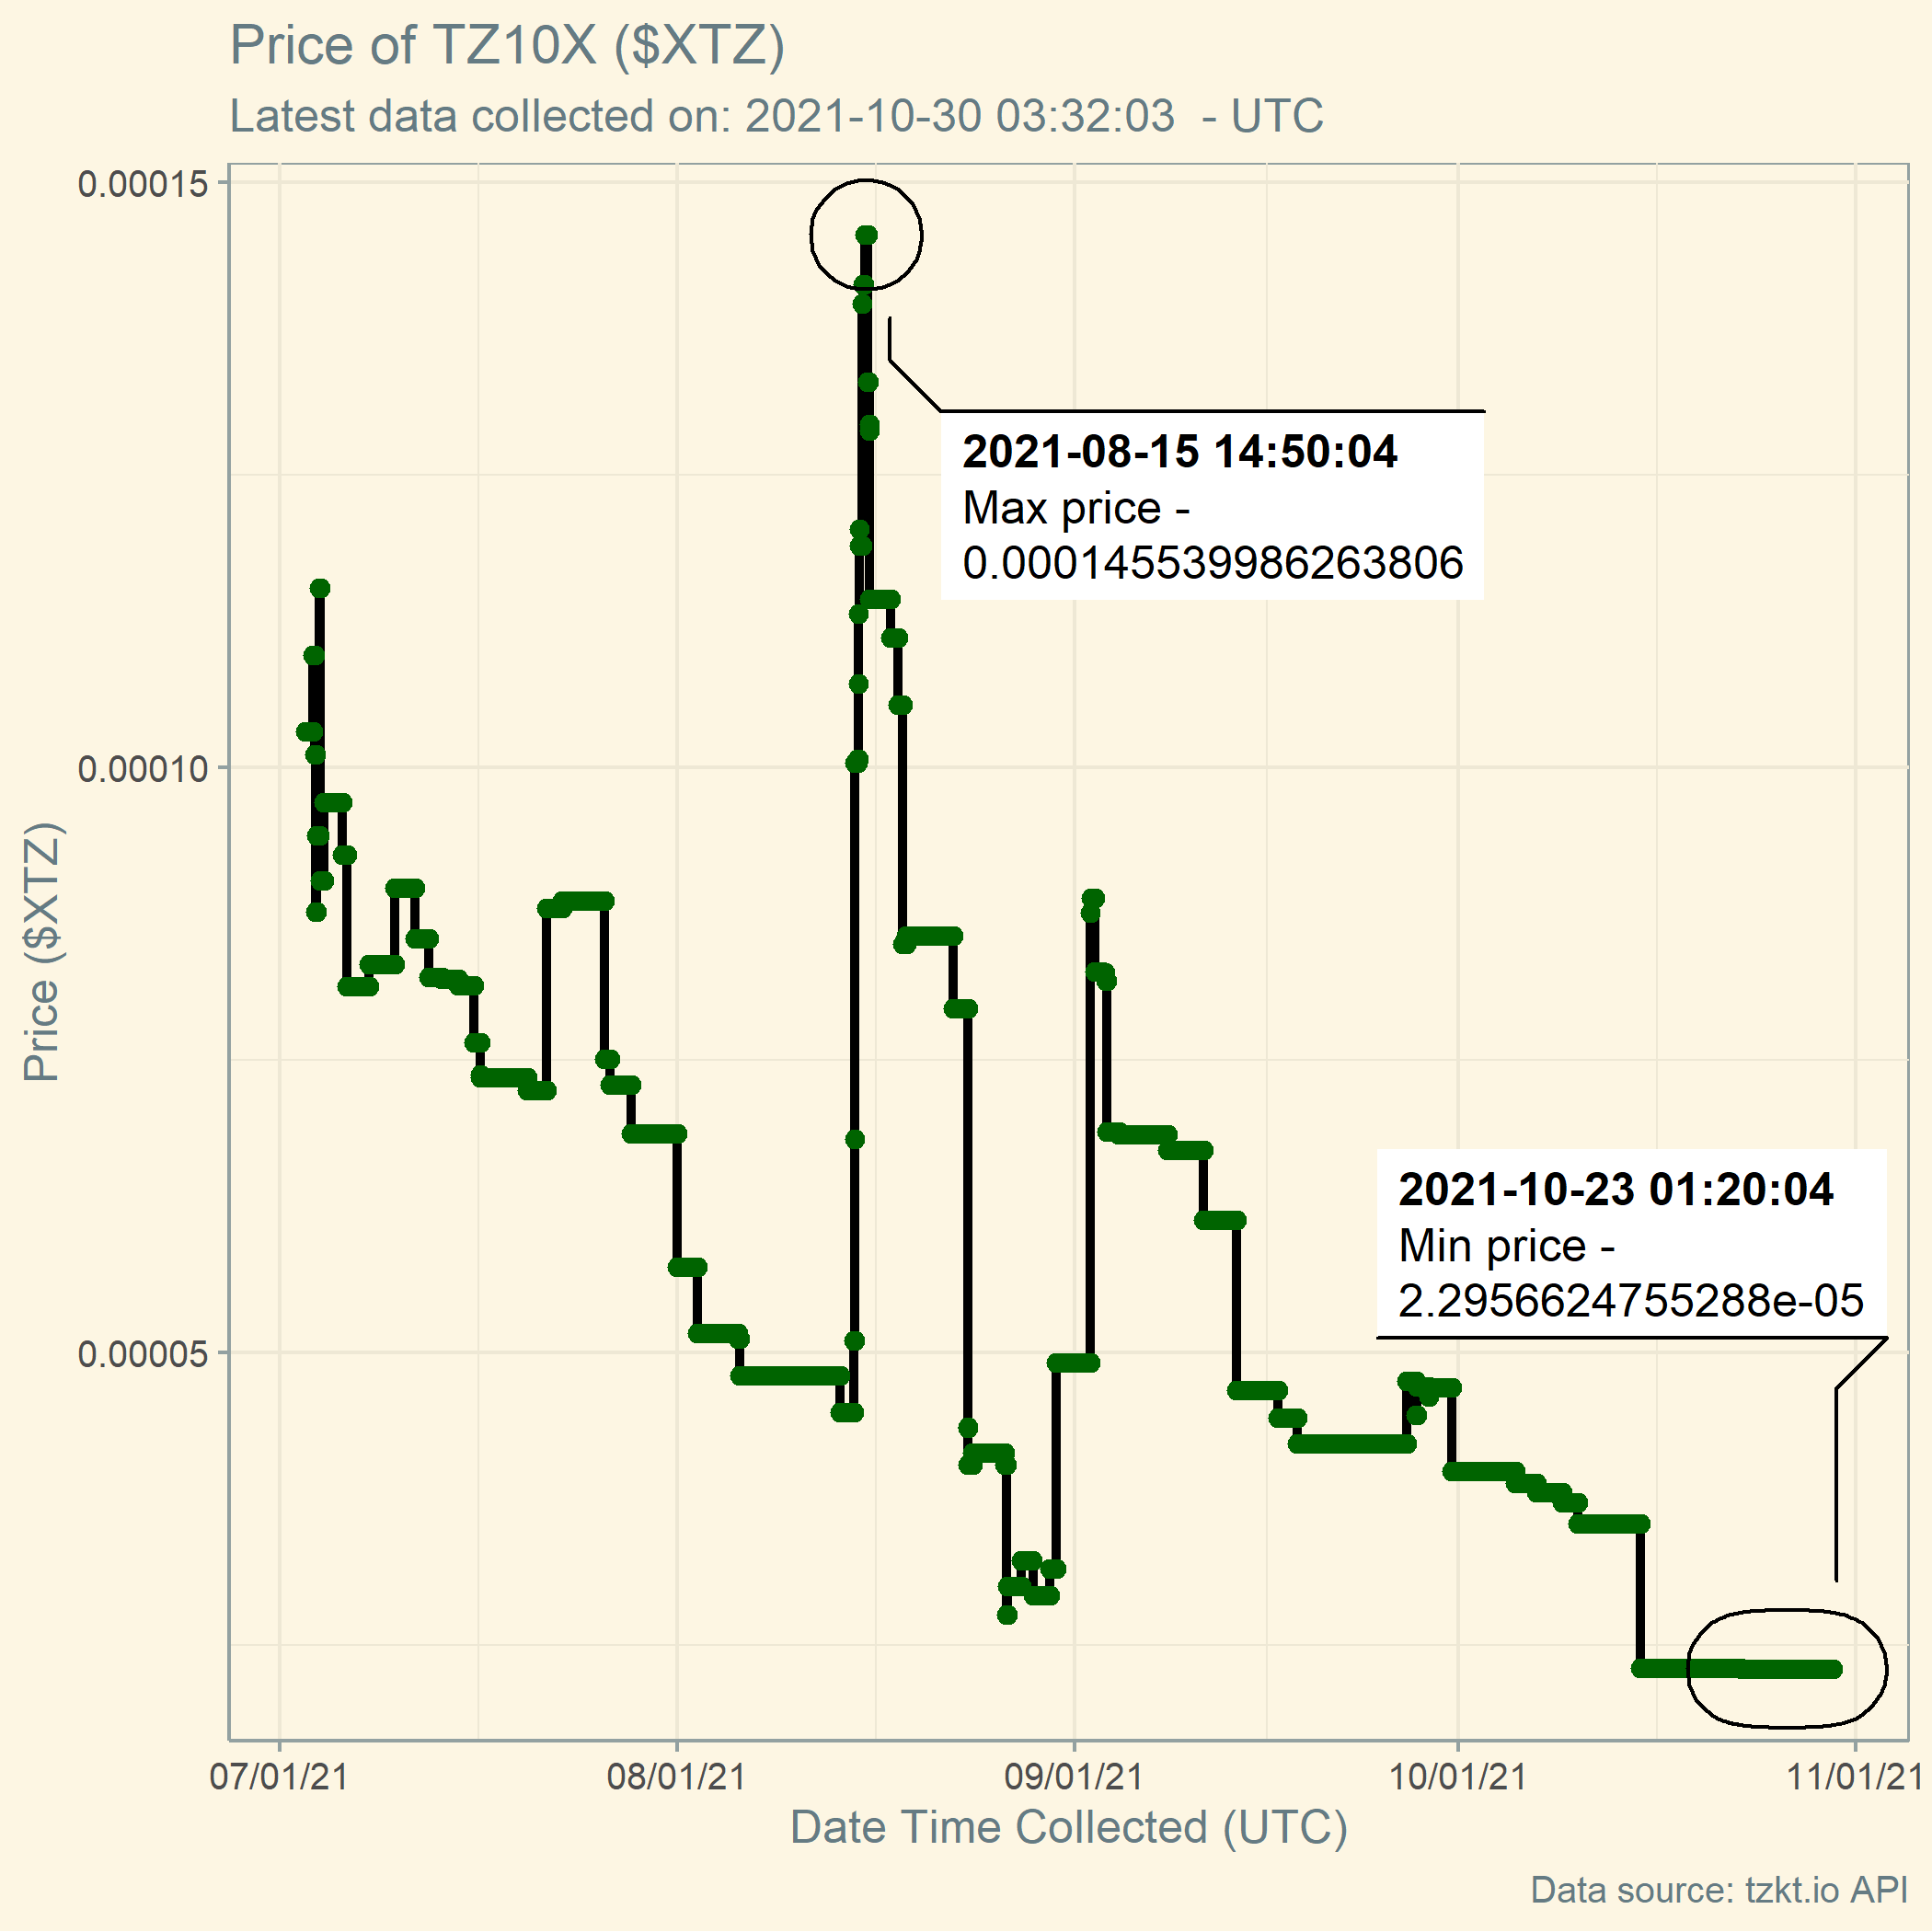 Price of TZ10X ($XTZ)
Latest data collected on: 2021-10-30 03:32:03  - UTC
0.00015
0.00010
0.00005
Price ($XTZ)
2021-08-15 14:50:04
Max price -
0.000145539986263806
2021-10-23 01:20:04
Min price -
2.2956624755288e-05
07/01/21
08/01/21
09/01/21
10/01/21
11/01/21
Date Time Collected (UTC)
Data source: tzkt.io API